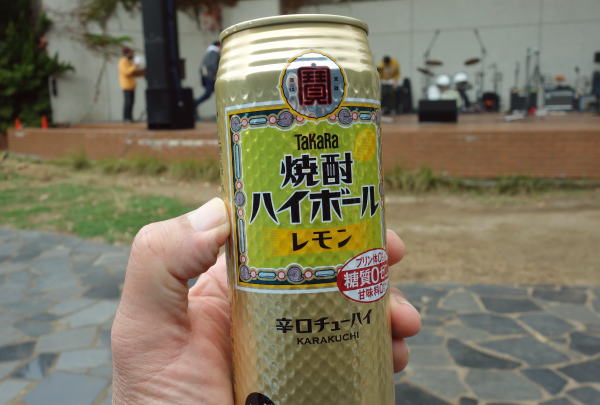 寶
TaKaRa
焼酎
ハイボール
レモン
プリン体0
糖質0
甘味料0
辛口チューハイ
KARAKUCHI